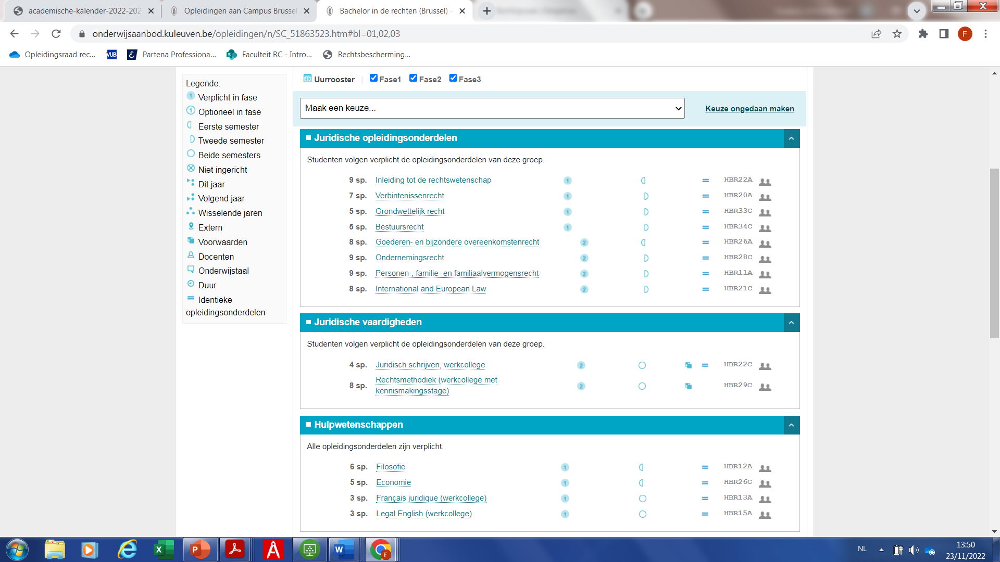 academische-kalender-2022-202
Opleidingen aan Campus Brussel
Bachelor in de rechten (Brussel) -
onderwijsaanbod.kuleuven.be/opleidingen/n/SC_51863523.htm#bl=01,02,03
F
Opleidingsraad rec...
VUB
Partena Professiona...
Faculteit RC - Intro...
Rechtsbescherming...
Legende:
1 Verplicht in fase
1 Optioneel in fase
Eerste semester
Tweede semester
Beide semesters
Niet ingericht
Dit jaar
Volgend jaar
Wisselende jaren
Extern
Voorwaarden
Docenten
Onderwijstaal
Duur
Identieke
opleidingsonderdelen
23 Uurrooster | Fase1 Fase2 Fase3
Maak een keuze... Keuze ongedaan maken
Juridische opleidingsonderdelen
Studenten volgen verplicht de opleidingsonderdelen van deze groep.
9 sp. Inleiding tot de rechtswetenschap 1 HBR22A
7 sp. Verbintenissenrecht 1 HBR20A
5 sp. Grondwettelijk recht 1 HBR33C
5 sp. Bestuursrecht 1 HBR34C
8 sp. Goederen- en bijzondere overeenkomstenrecht 2 HBR26A
9 sp. Ondernemingsrecht 2 HBR28C
9 sp. Personen-, familie- en familiaalvermogensrecht 2 HBR11A
8 sp. International and European Law 2 HBR21C
Juridische vaardigheden
Studenten volgen verplicht de opleidingsonderdelen van deze groep.
4 sp. Juridisch schrijven, werkcollege 2 HBR22C
8 sp. Rechtsmethodiek (werkcollege met
kennismakingsstage) 2 HBR29C
Hulpwetenschappen
Alle opleidingsonderdelen zijn verplicht.
6 sp. Filosofie 1 HBR12A
5 sp. Economie 1 HBR26C
3 sp. Français juridique (werkcollege) 1 HBR13A
3 sp. Legal English (werkcollege) 1 HBR15A
NL
13:50
23/11/2022